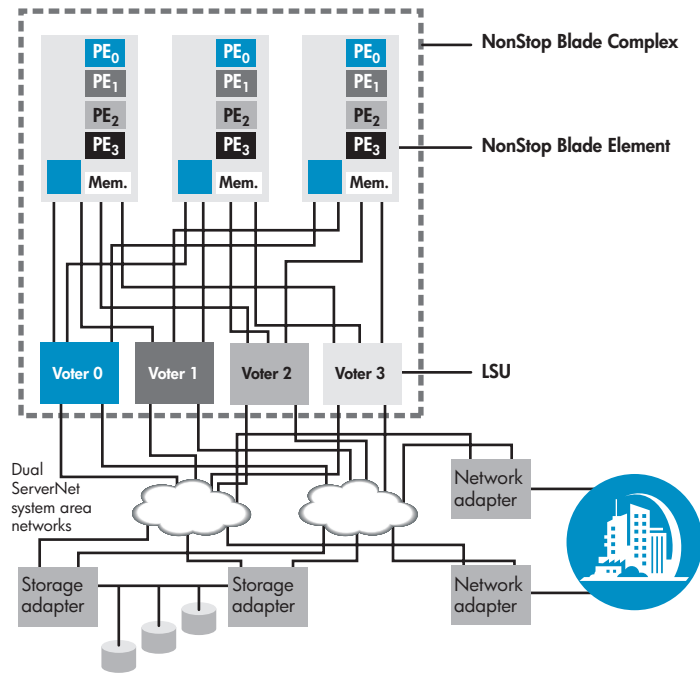 NonStop Blade Complex
PE0 PE0 PE0
PE1 PE1 PE1
PE2 PE2 PE2
PE3 PE3 PE3
NonStop Blade Element
Mem. Mem. Mem.
Voter 0 Voter 1 Voter 2 Voter 3
LSU
Dual
ServerNet
system area
networks
Network
adapter
Storage
adapter
Storage
adapter
Network
adapter